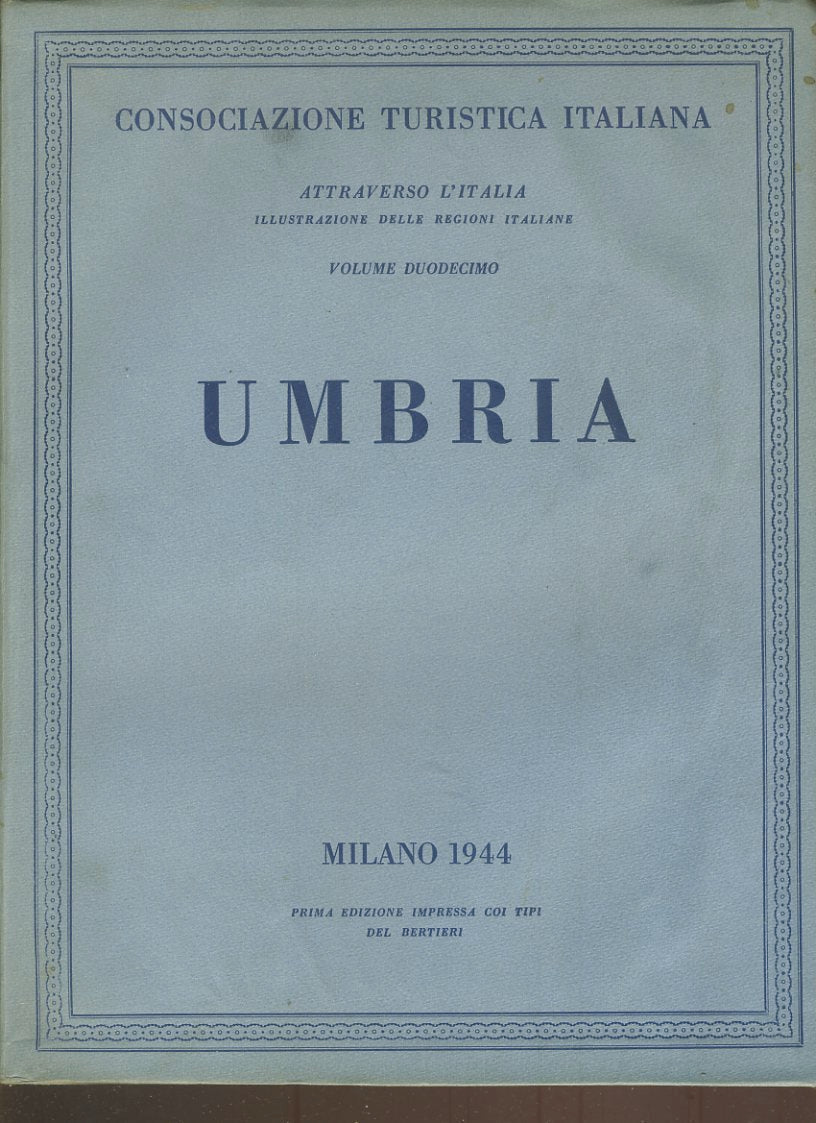 CONSOCIAZIONE TURISTICA ITALIANA
ATTRAVERSO L'ITALIA
ILLUSTRAZIONE DELLE REGIONI ITALIANE
VOLUME DUODECIMO
UMBRIA
MILANO 1944
PRIMA EDIZIONE IMPRESSA COI TIPI
DEL BERTIERI